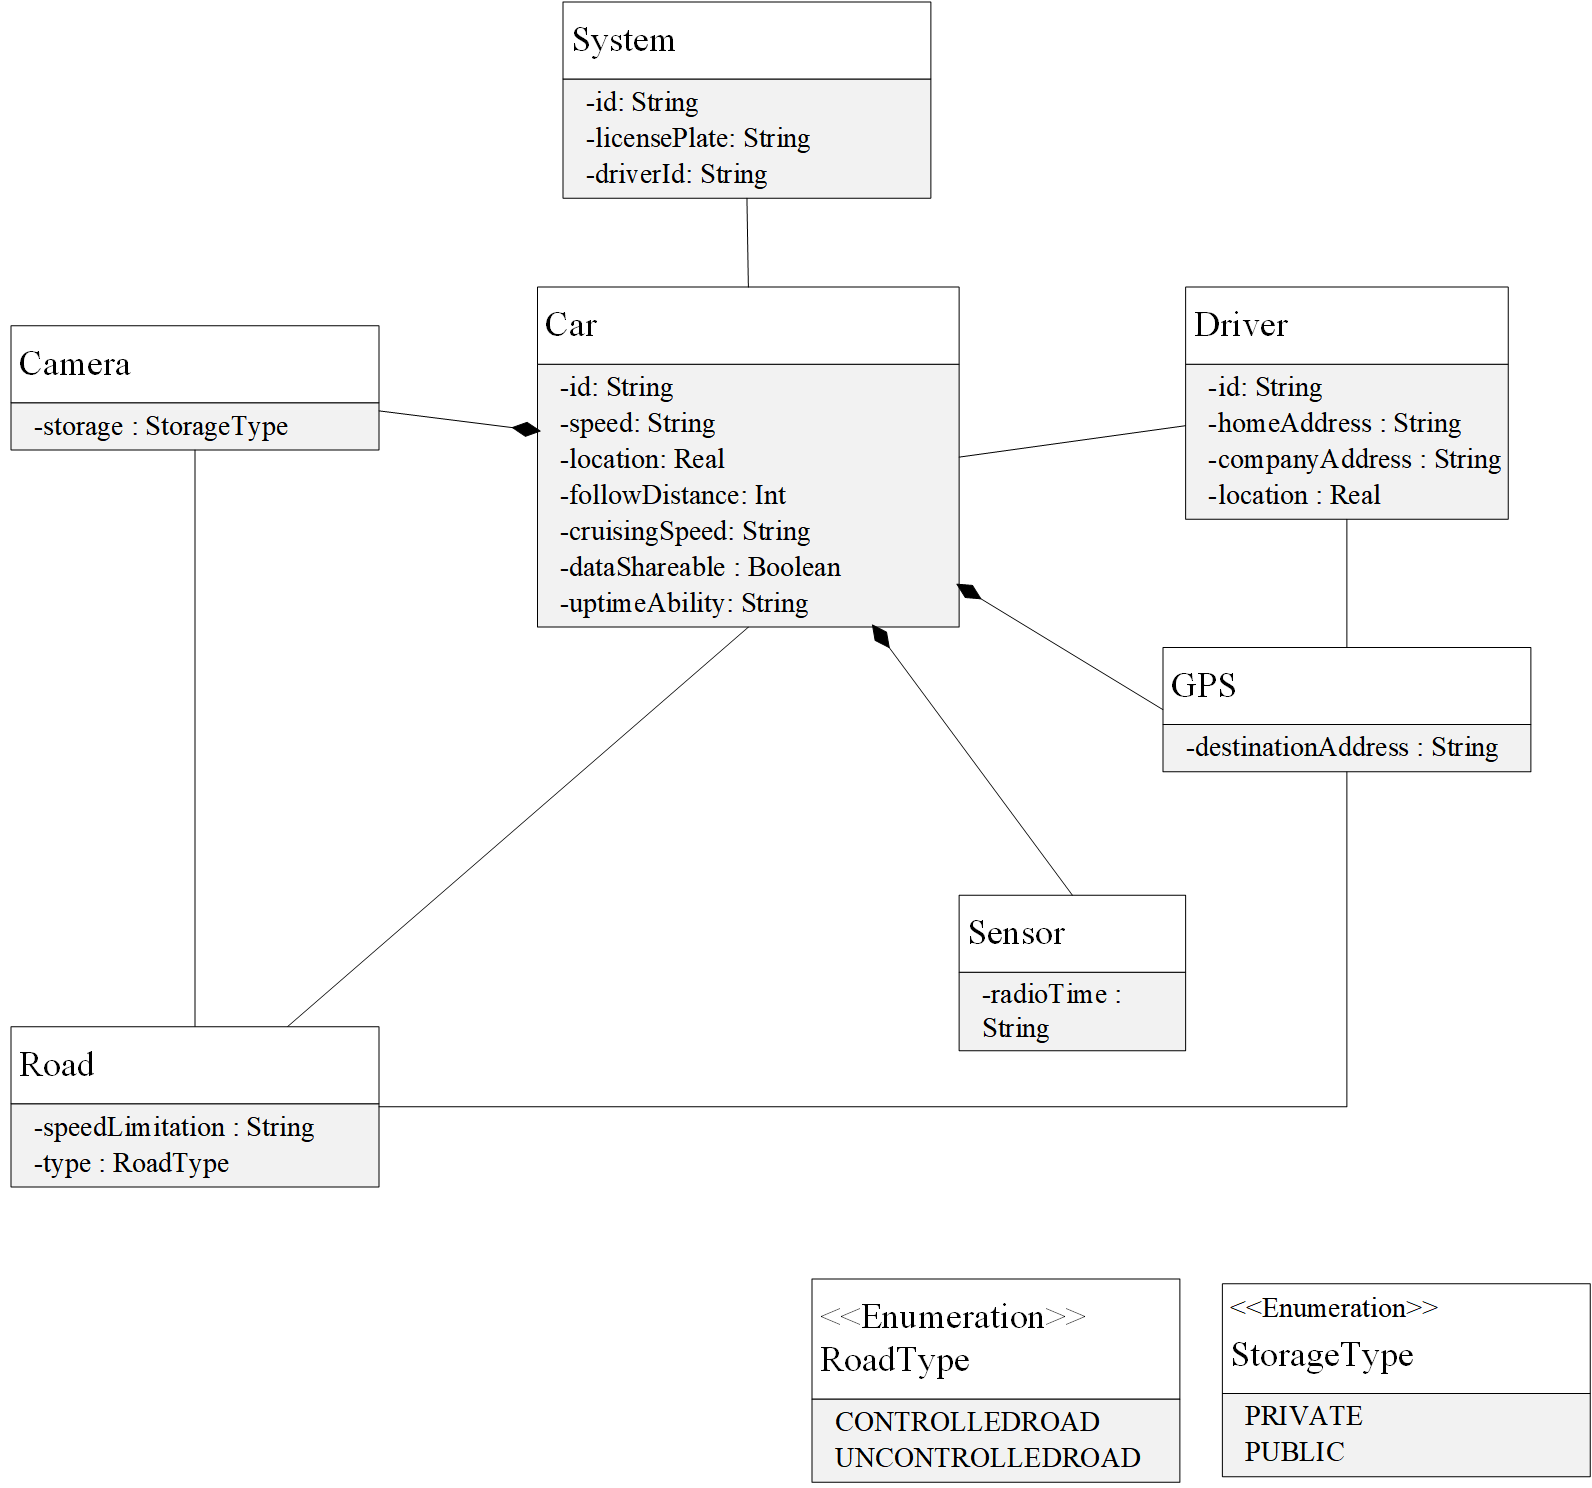 System
-id: String
-licensePlate: String
-driverId: String
Camera
-storage : StorageType
Car
-id: String
-speed: String
-location: Real
-followDistance: Int
-cruisingSpeed: String
-dataShareable : Boolean
-uptimeAbility: String
Driver
-id: String
-homeAddress : String
-companyAddress : String
-location : Real
GPS
-destinationAddress : String
Sensor
-radioTime :
String
Road
-speedLimitation : String
-type : RoadType
<<Enumeration>>
RoadType
CONTROLLEDROAD
UNCONTROLLEDROAD
<<Enumeration>>
StorageType
PRIVATE
PUBLIC